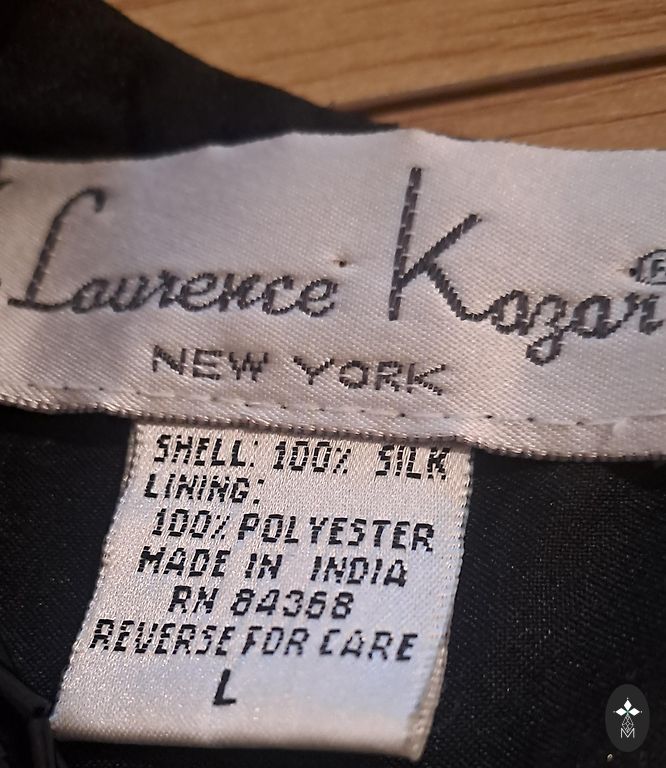 Laurence Kazar
NEW YORK
SHELL: 100% SILK
LINING:
100% POLYESTER
MADE IN INDIA
RN 84368
REVERSE FOR CARE
L
M